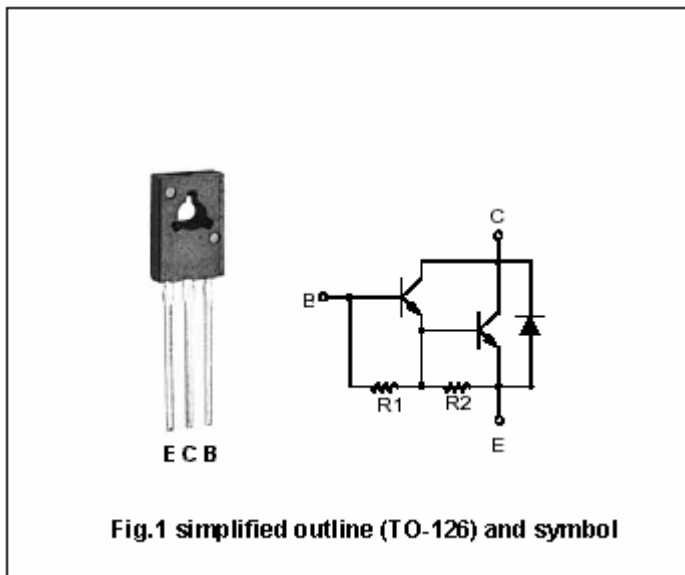 C
B
R1 R2
E
E C B
Fig.1 simplified outline (TO-126) and symbol